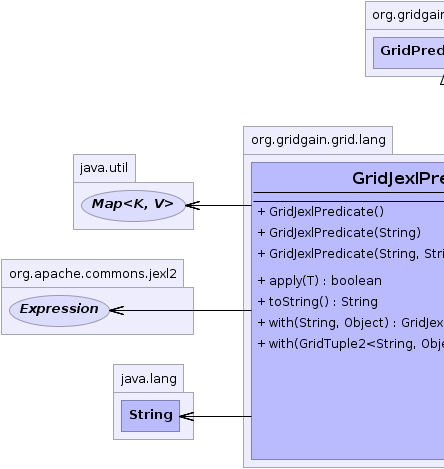 org.gridgain
GridPred
org.gridgain.grid.lang
GridJexlPre
+ GridJexlPredicate()
+ GridJexlPredicate(String)
+ GridJexlPredicate(String, Stri
+ apply(T) : boolean
+ toString() : String
+ with(String, Object) : GridJex
+ with(GridTuple2<String, Obje
java.util
Map<K, V>
org.apache.commons.jexl2
Expression
java.lang
String